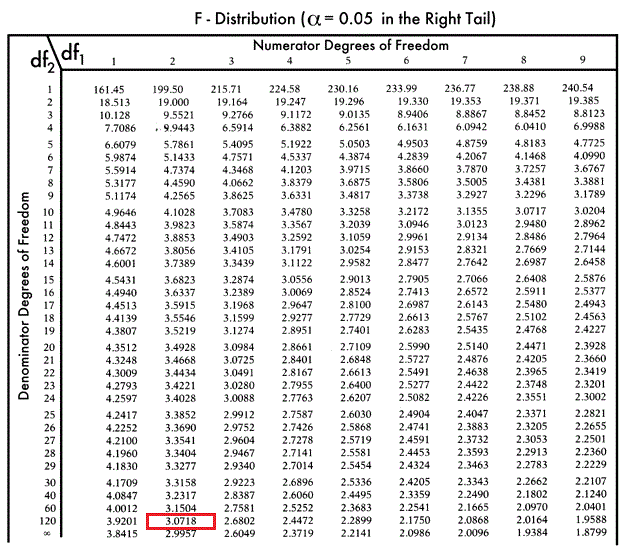 F - Distribution ( α = 0.05 in the Right Tail)
df₂ df₁ Numerator Degrees of Freedom
1 2 3 4 5 6 7 8 9
Denominator Degrees of Freedom
1 161.45 199.50 215.71 224.58 230.16 233.99 236.77 238.88 240.54
2 18.513 19.000 19.164 19.247 19.296 19.330 19.353 19.371 19.385
3 10.128 9.5521 9.2766 9.1172 9.0135 8.9406 8.8867 8.8452 8.8123
4 7.7086 9.9443 6.5914 6.3882 6.2561 6.1631 6.0942 6.0410 6.9988
5 6.6079 5.7861 5.4095 5.1922 5.0503 4.9503 4.8759 4.8183 4.7725
6 5.9874 5.1433 4.7571 4.5337 4.3874 4.2839 4.2067 4.1468 4.0990
7 5.5914 4.7374 4.3468 4.1203 3.9715 3.8660 3.7870 3.7257 3.6767
8 5.3177 4.4590 4.0662 3.8379 3.6875 3.5806 3.5005 3.4381 3.3881
9 5.1174 4.2565 3.8625 3.6331 3.4817 3.3738 3.2927 3.2296 3.1789
10 4.9646 4.1028 3.7083 3.4780 3.3258 3.2172 3.1355 3.0717 3.0204
11 4.8443 3.9823 3.5874 3.3567 3.2039 3.0946 3.0123 2.9480 2.8962
12 4.7472 3.8853 3.4903 3.2592 3.1059 2.9961 2.9134 2.8486 2.7964
13 4.6672 3.8056 3.4105 3.1791 3.0254 2.9153 2.8321 2.7669 2.7144
14 4.6001 3.7389 3.3439 3.1122 2.9582 2.8477 2.7642 2.6987 2.6458
15 4.5431 3.6823 3.2874 3.0556 2.9013 2.7905 2.7066 2.6408 2.5876
16 4.4940 3.6337 3.2389 3.0069 2.8524 2.7413 2.6572 2.5911 2.5377
17 4.4513 3.5915 3.1968 2.9647 2.8100 2.6987 2.6143 2.5480 2.4943
18 4.4139 3.5546 3.1599 2.9277 2.7729 2.6613 2.5767 2.5102 2.4563
19 4.3807 3.5219 3.1274 2.8951 2.7401 2.6283 2.5435 2.4768 2.4227
20 4.3512 3.4928 3.0984 2.8661 2.7109 2.5990 2.5140 2.4471 2.3928
21 4.3248 3.4668 3.0725 2.8401 2.6848 2.5727 2.4876 2.4205 2.3660
22 4.3009 3.4434 3.0491 2.8167 2.6613 2.5491 2.4638 2.3965 2.3419
23 4.2793 3.4221 3.0280 2.7955 2.6400 2.5277 2.4422 2.3748 2.3201
24 4.2597 3.4028 3.0088 2.7763 2.6207 2.5082 2.4226 2.3551 2.3002
25 4.2417 3.3852 2.9912 2.7587 2.6030 2.4904 2.4047 2.3371 2.2821
26 4.2252 3.3690 2.9752 2.7426 2.5868 2.4741 2.3883 2.3205 2.2655
27 4.2100 3.3541 2.9604 2.7278 2.5719 2.4591 2.3732 2.3053 2.2501
28 4.1960 3.3404 2.9467 2.7141 2.5581 2.4453 2.3593 2.2913 2.2360
29 4.1830 3.3277 2.9340 2.7014 2.5454 2.4324 2.3463 2.2783 2.2229
30 4.1709 3.3158 2.9223 2.6896 2.5336 2.4205 2.3343 2.2662 2.2107
40 4.0847 3.2317 2.8387 2.6060 2.4495 2.3359 2.2490 2.1802 2.1240
60 4.0012 3.1504 2.7581 2.5252 2.3683 2.2541 2.1665 2.0970 2.0401
120 3.9201 3.0718 2.6802 2.4472 2.2899 2.1750 2.0868 2.0164 1.9588
∞ 3.8415 2.9957 2.6049 2.3719 2.2141 2.0986 2.0096 1.9384 1.8799